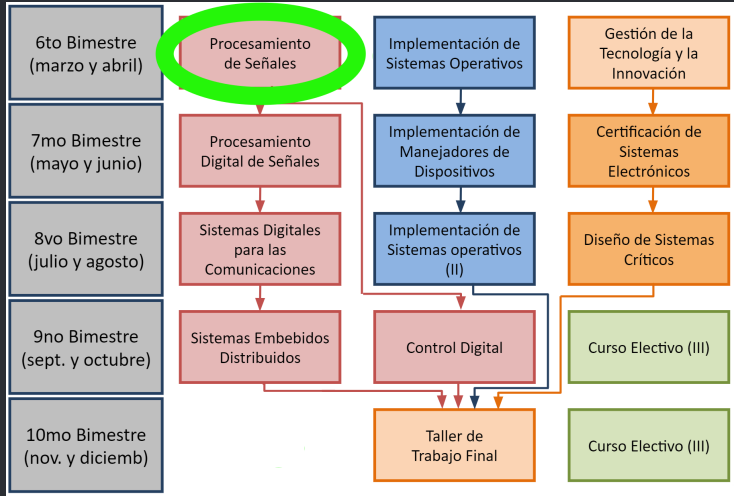 6to Bimestre
(marzo y abril)
Procesamiento
de Señales
Implementación de
Sistemas Operativos
Gestión de la
Tecnología y la
Innovación
7mo Bimestre
(mayo y junio)
Procesamiento
Digital de Señales
Implementación de
Manejadores de
Dispositivos
Certificación de
Sistemas
Electrónicos
8vo Bimestre
(julio y agosto)
Sistemas Digitales
para las
Comunicaciones
Implementación de
Sistemas operativos
(II)
Diseño de Sistemas
Críticos
9no Bimestre
(sept. y octubre)
Sistemas Embebidos
Distribuidos
Control Digital
Curso Electivo (III)
10mo Bimestre
(nov. y diciemb)
Taller de
Trabajo Final
Curso Electivo (III)